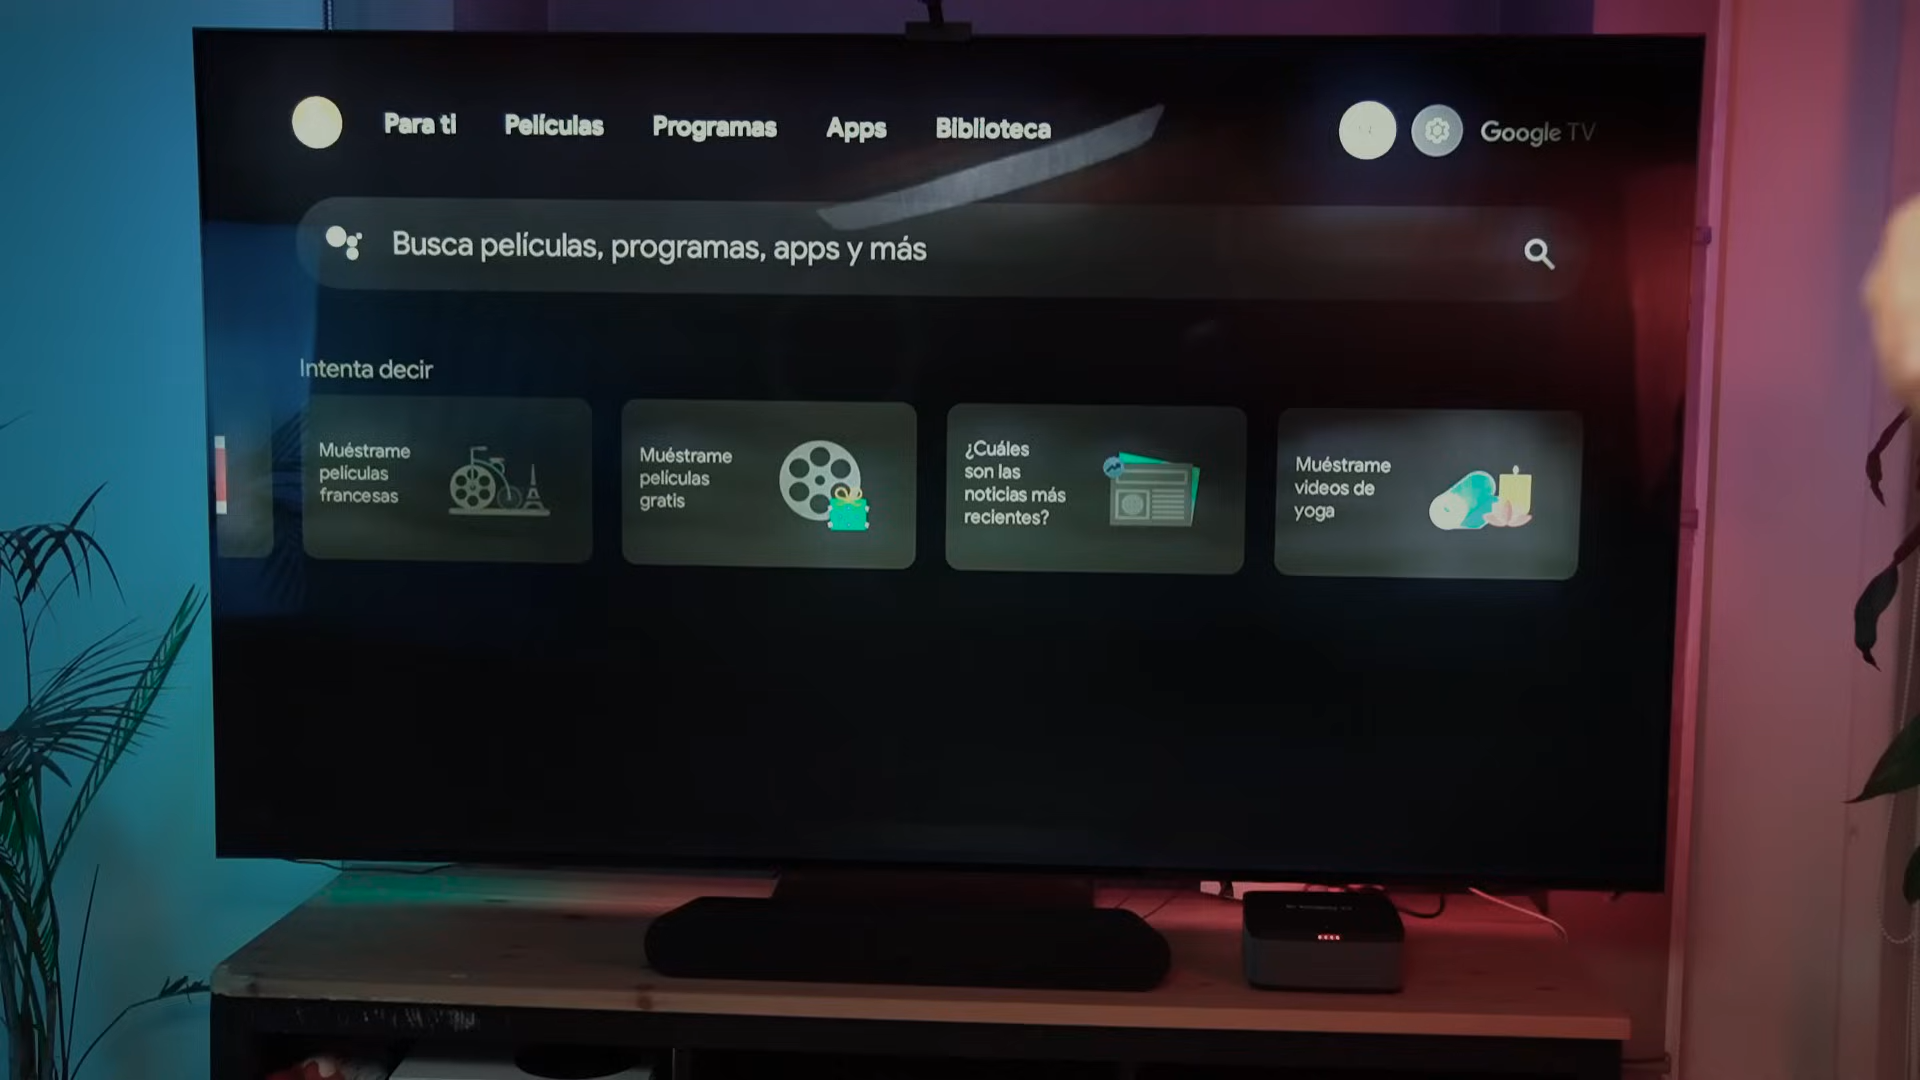 Para ti Películas Programas Apps Biblioteca Google TV
Busca películas, programas, apps y más
Intenta decir
Muéstrame
películas
francesas
Muéstrame
películas
gratis
¿Cuáles
son las
noticias más
recientes?
Muéstrame
videos de
yoga